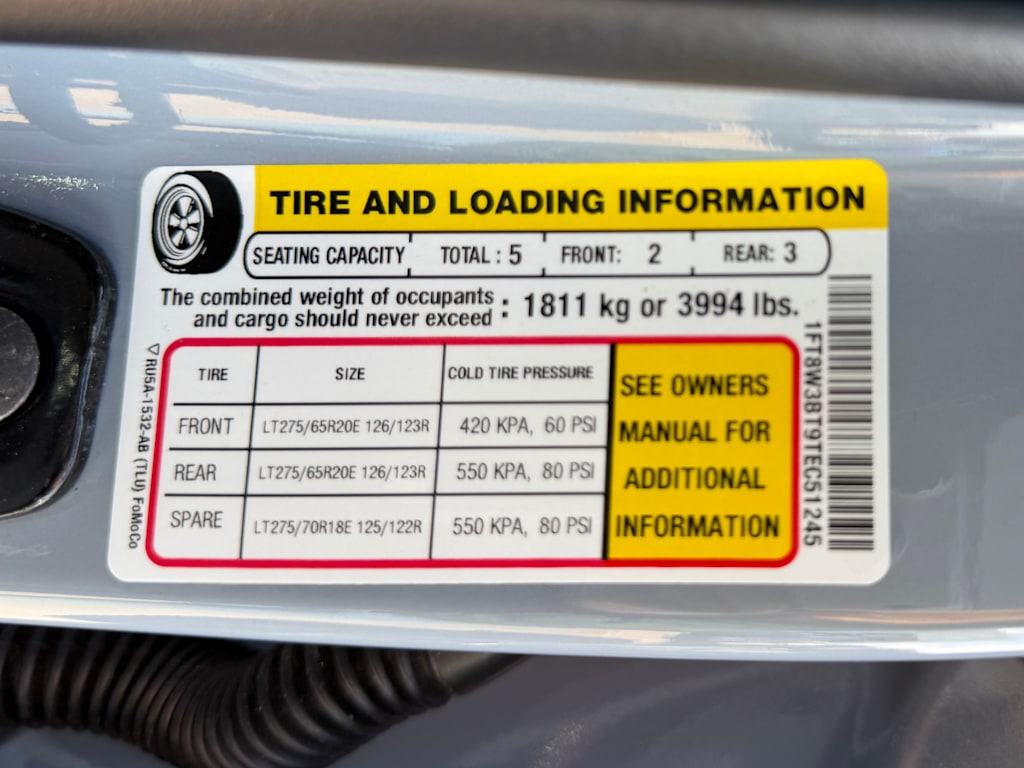 TIRE AND LOADING INFORMATION
SEATING CAPACITY TOTAL : 5 FRONT: 2 REAR: 3
The combined weight of occupants
and cargo should never exceed : 1811 kg or 3994 lbs.
TIRE SIZE COLD TIRE PRESSURE
FRONT LT275/65R20E 126/123R 420 KPA, 60 PSI
REAR LT275/65R20E 126/123R 550 KPA, 80 PSI
SPARE LT275/70R18E 125/122R 550 KPA, 80 PSI
SEE OWNERS
MANUAL FOR
ADDITIONAL
INFORMATION
1FT8W3BT9TEC51245
RU5A-1532-AB (TLU) FoMoCo